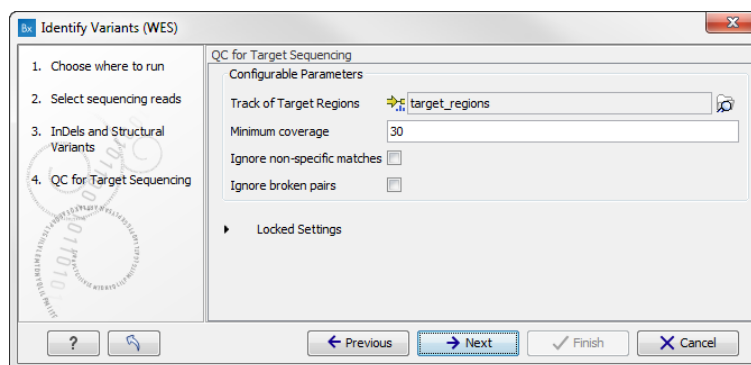 Bx Identify Variants (WES)
1. Choose where to run
2. Select sequencing reads
3. InDels and Structural
Variants
4. QC for Target Sequencing
QC for Target Sequencing
Configurable Parameters
Track of Target Regions target_regions
Minimum coverage 30
Ignore non-specific matches
Ignore broken pairs
Locked Settings
? Previous Next Finish Cancel